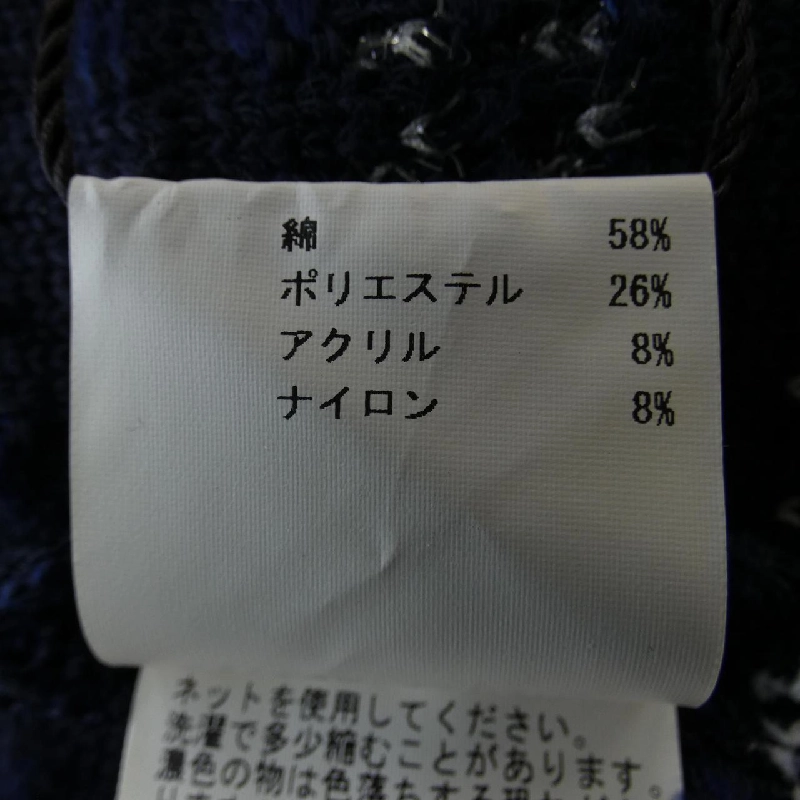 綿 58%
ポリエステル 26%
アクリル 8%
ナイロン 8%
ネットを使用してください。
洗濯で多少縮むことがあります。
濃色の物は色落ちする